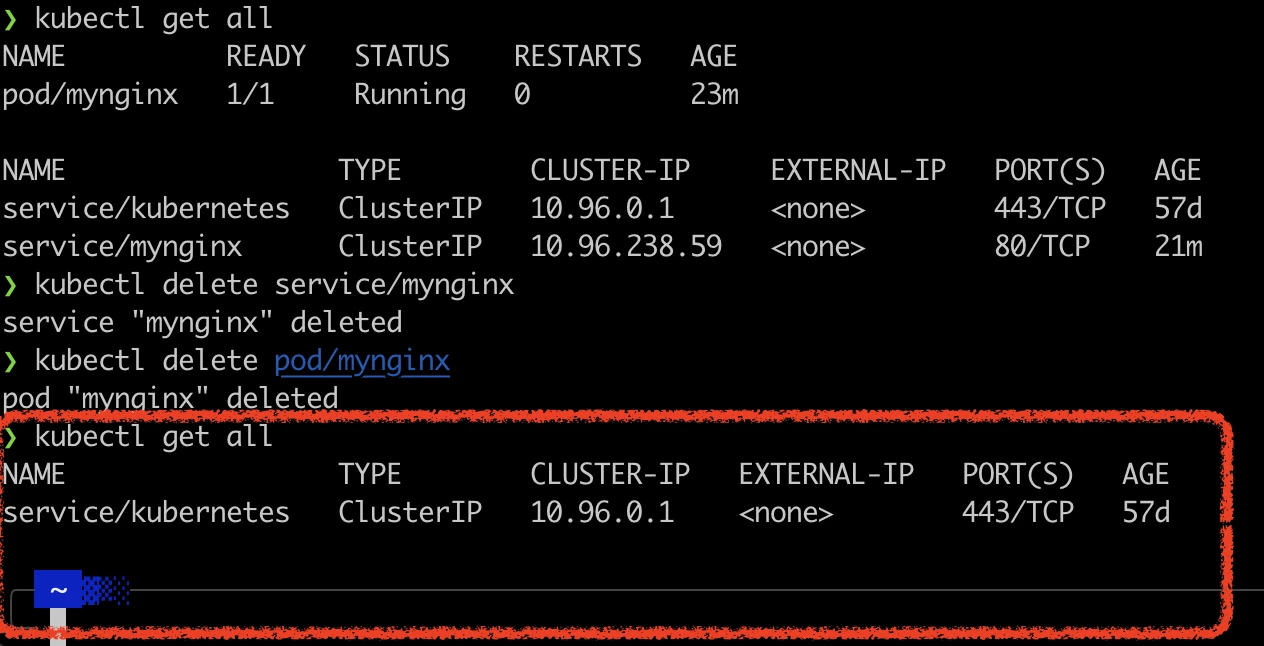 ❯ kubectl get all
NAME          READY   STATUS    RESTARTS   AGE
pod/mynginx   1/1     Running   0          23m
NAME                 TYPE        CLUSTER-IP     EXTERNAL-IP   PORT(S)   AGE
service/kubernetes   ClusterIP   10.96.0.1      <none>        443/TCP   57d
service/mynginx      ClusterIP   10.96.238.59   <none>        80/TCP    21m
❯ kubectl delete service/mynginx
service "mynginx" deleted
❯ kubectl delete pod/mynginx
pod "mynginx" deleted
❯ kubectl get all
NAME                 TYPE        CLUSTER-IP   EXTERNAL-IP   PORT(S)   AGE
service/kubernetes   ClusterIP   10.96.0.1    <none>        443/TCP   57d
~